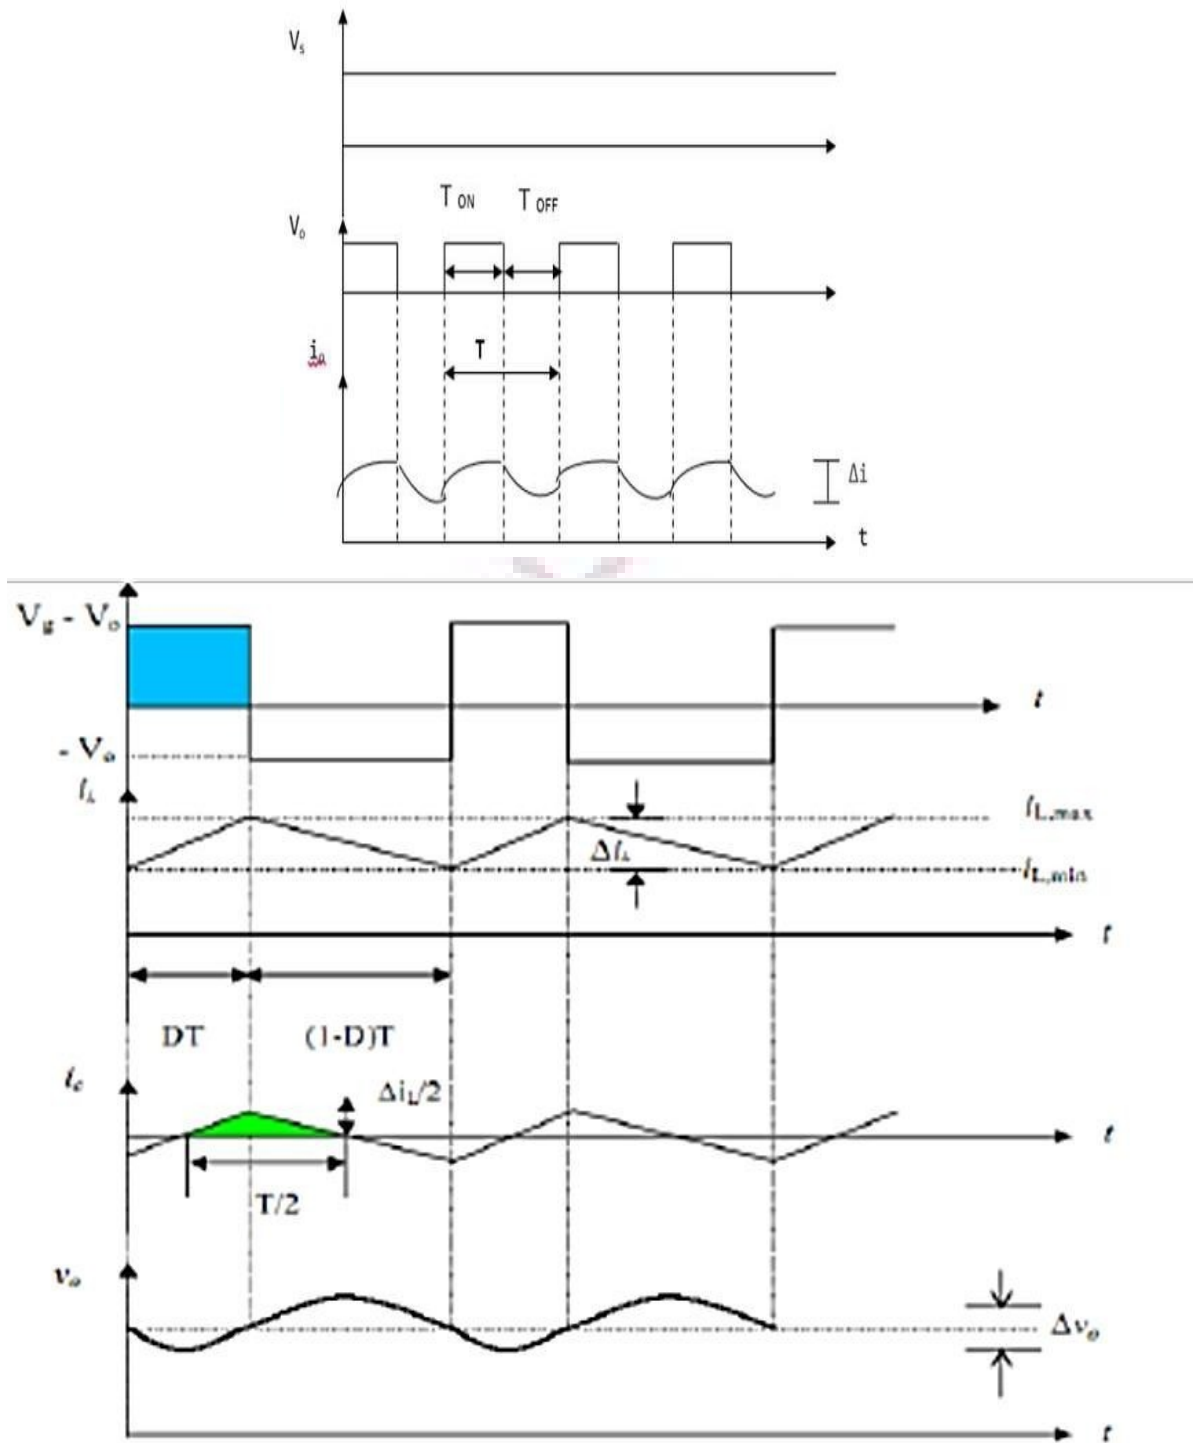 Vs
T ON T OFF
Vo
io
T
Δi
t
Vg - Vo
t
- Vo
iL
iL,max
ΔiL
iL,min
t
DT (1-D)T
ic
ΔiL/2
t
T/2
vo
Δvo
t